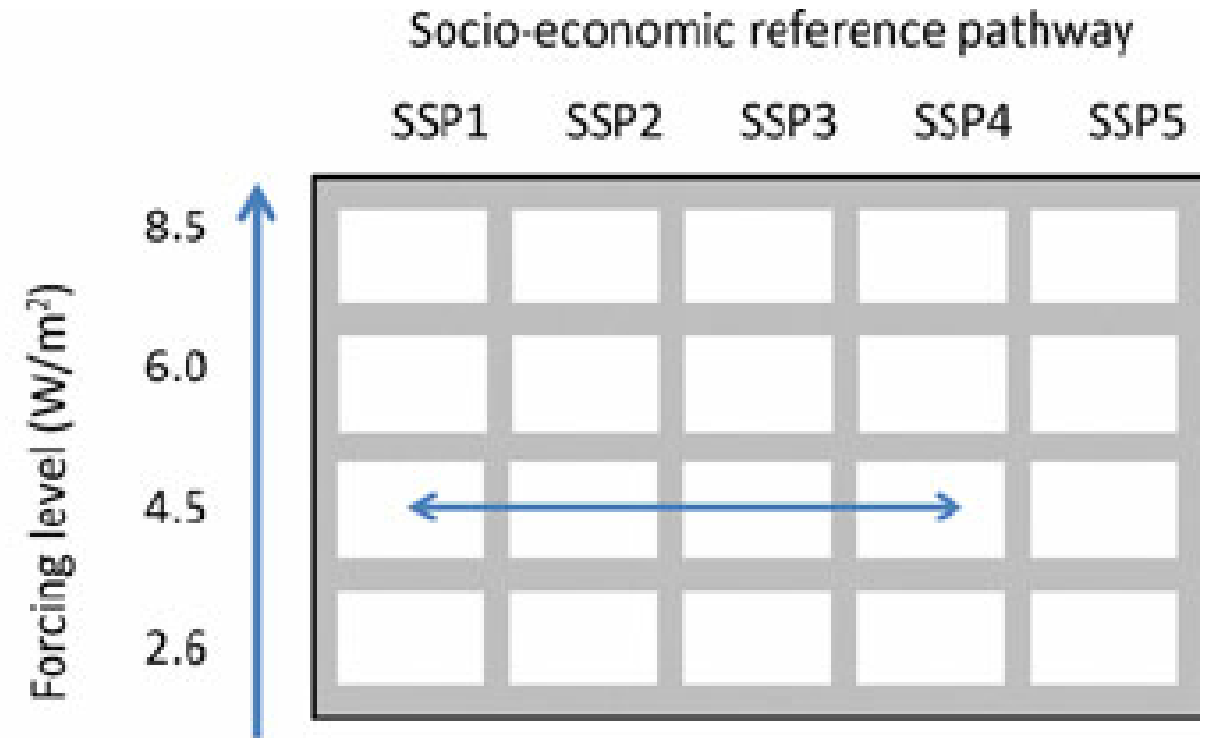 Socio-economic reference pathway
SSP1 SSP2 SSP3 SSP4 SSP5
Forcing level (W/m²)
8.5
6.0
4.5
2.6